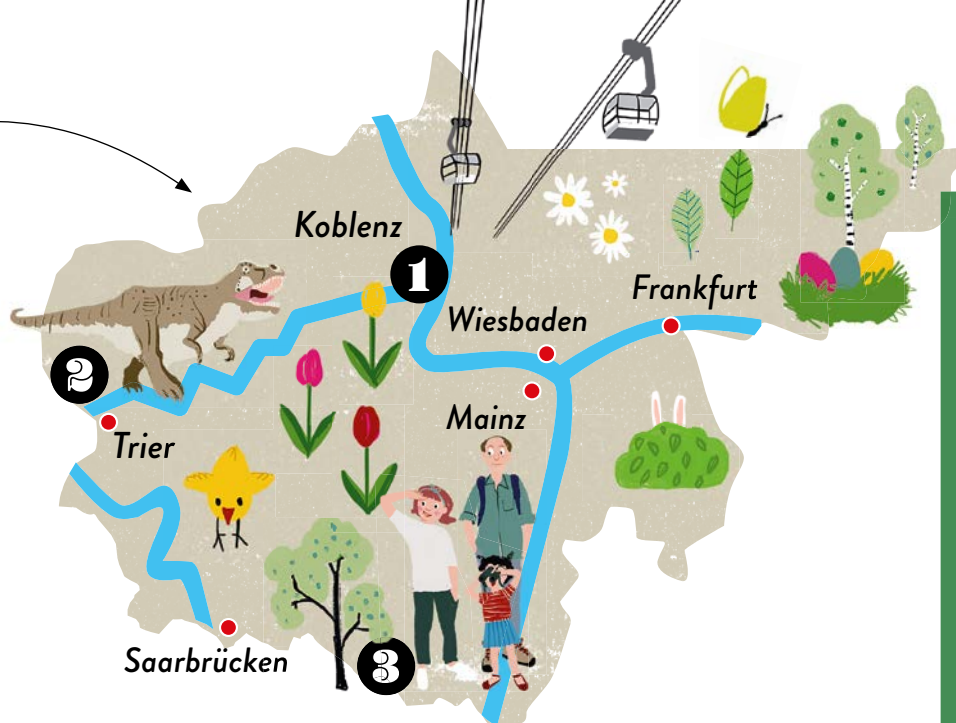 Koblenz
1
Wiesbaden
Frankfurt
2
Mainz
Trier
Saarbrücken
3